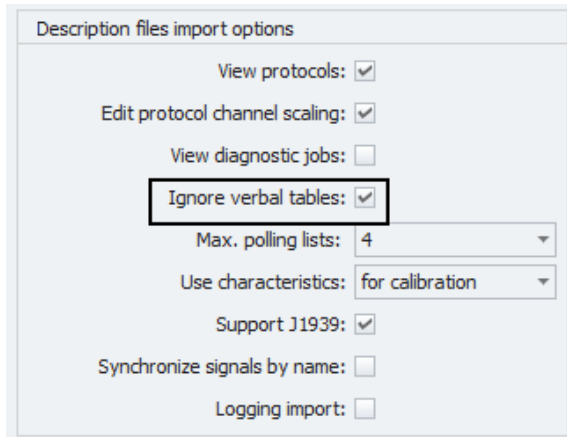 Description files import options
View protocols:
Edit protocol channel scaling:
View diagnostic jobs:
Ignore verbal tables:
Max. polling lists: 4
Use characteristics: for calibration
Support J1939:
Synchronize signals by name:
Logging import: